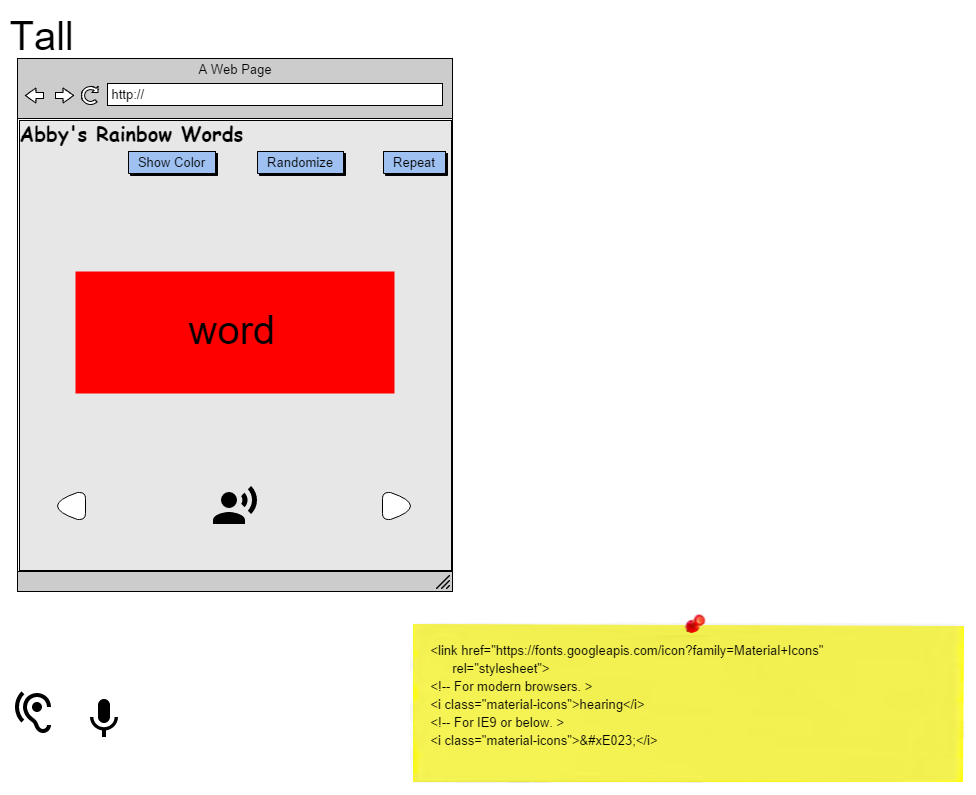 Tall
A Web Page
http://
Abby's Rainbow Words
Show Color
Randomize
Repeat
word
<link href="https://fonts.googleapis.com/icon?family=Material+Icons"
rel="stylesheet">
<!-- For modern browsers. >
<i class="material-icons">hearing</i>
<!-- For IE9 or below. >
<i class="material-icons">&#xE023;</i>